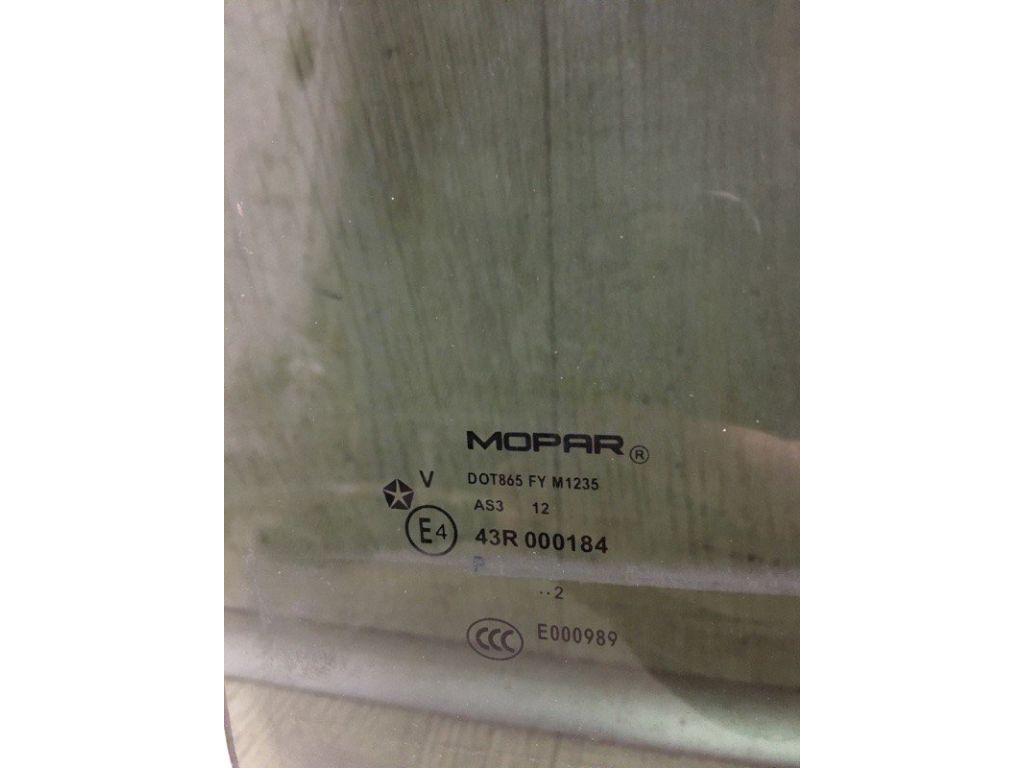 MOPAR ®
V DOT865 FY M1235
AS3 12
E4 43R 000184
P
..2
CCC E000989